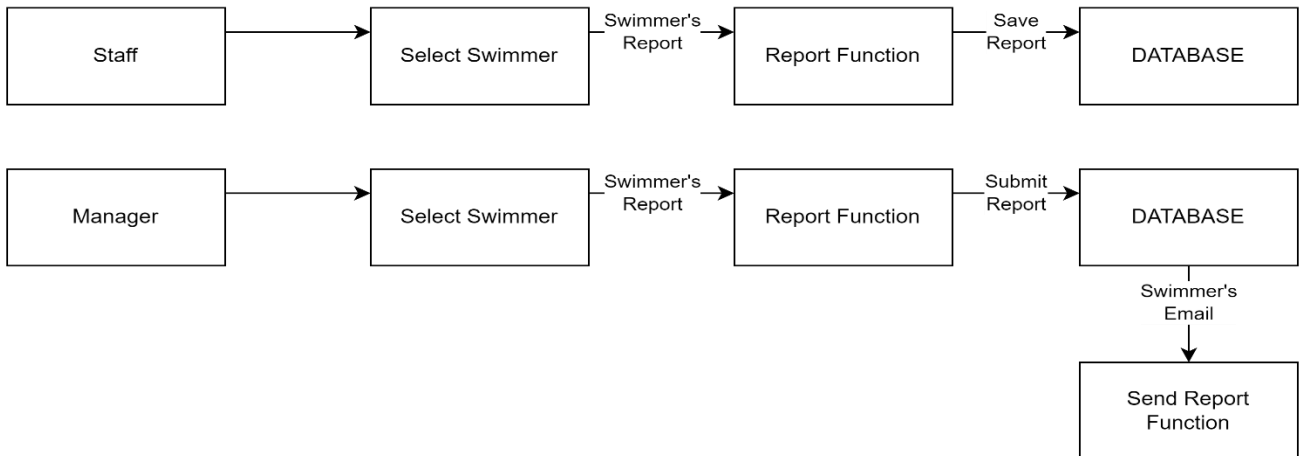 Staff
Select Swimmer
Swimmer's
Report
Report Function
Save
Report
DATABASE
Manager
Select Swimmer
Swimmer's
Report
Report Function
Submit
Report
DATABASE
Swimmer's
Email
Send Report
Function